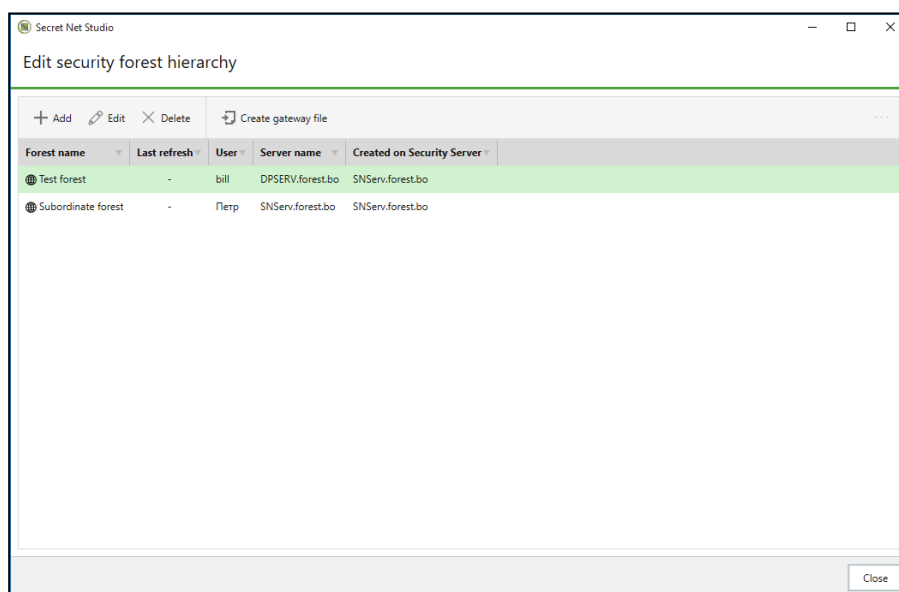 Secret Net Studio
Edit security forest hierarchy
Add Edit Delete Create gateway file
Forest name Last refresh User Server name Created on Security Server
Test forest - bill DPSERV.forest.bo SNServ.forest.bo
Subordinate forest - Петр SNServ.forest.bo SNServ.forest.bo
Close